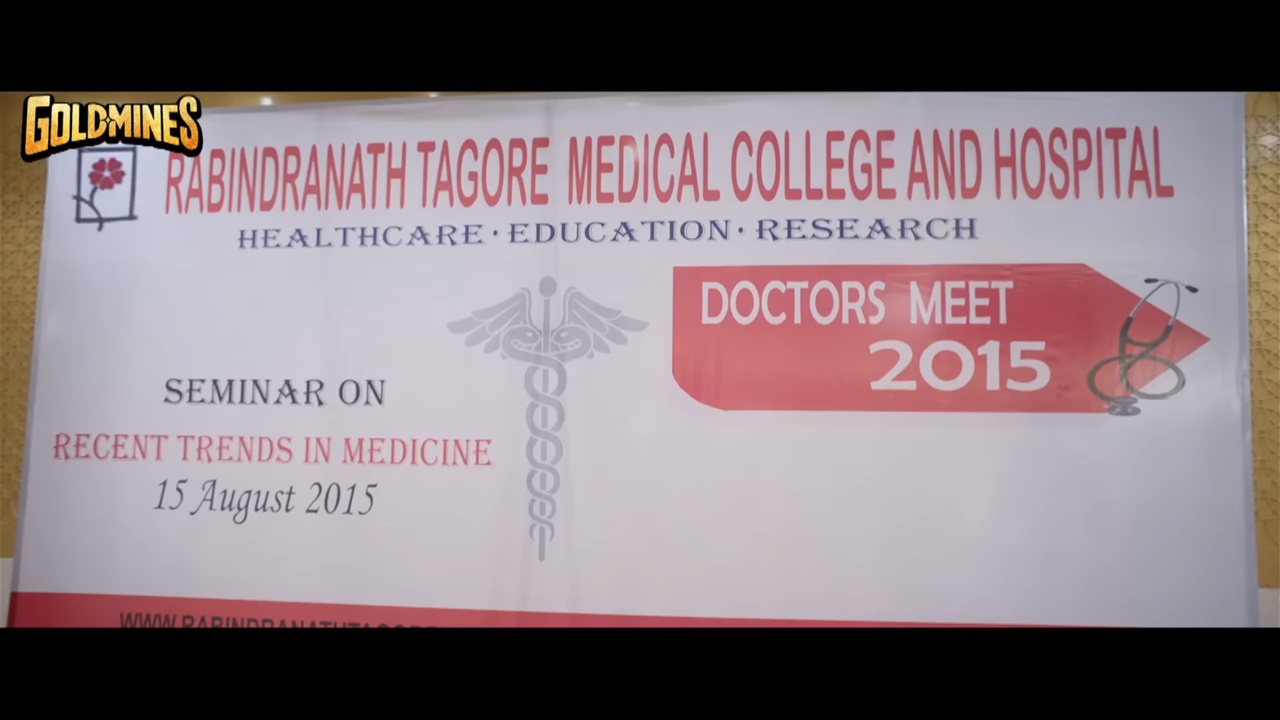 GOLDMINES
RABINDRANATH TAGORE MEDICAL COLLEGE AND HOSPITAL
HEALTHCARE · EDUCATION · RESEARCH
DOCTORS MEET
2015
SEMINAR ON
RECENT TRENDS IN MEDICINE
15 August 2015